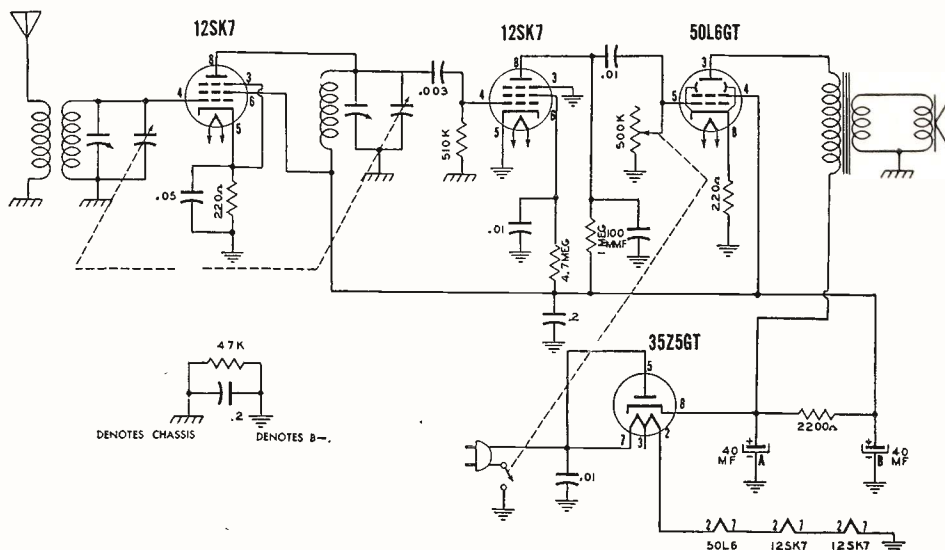 12SK7
12SK7
50L6GT
8
3
6
4
5
.003
8
3
6
4
5
.01
3
5
4
8
510K
500K
.05
220Ω
.01
4.7MEG
1 MEG
100 MMF
220Ω
.2
35Z5GT
47K
.2
DENOTES CHASSIS
DENOTES B–.
5
8
7
3
2
2200Ω
.01
40 MF
+
–
A
+
–
B
40 MF
2
7
2
7
2
7
50L6
12SK7
12SK7